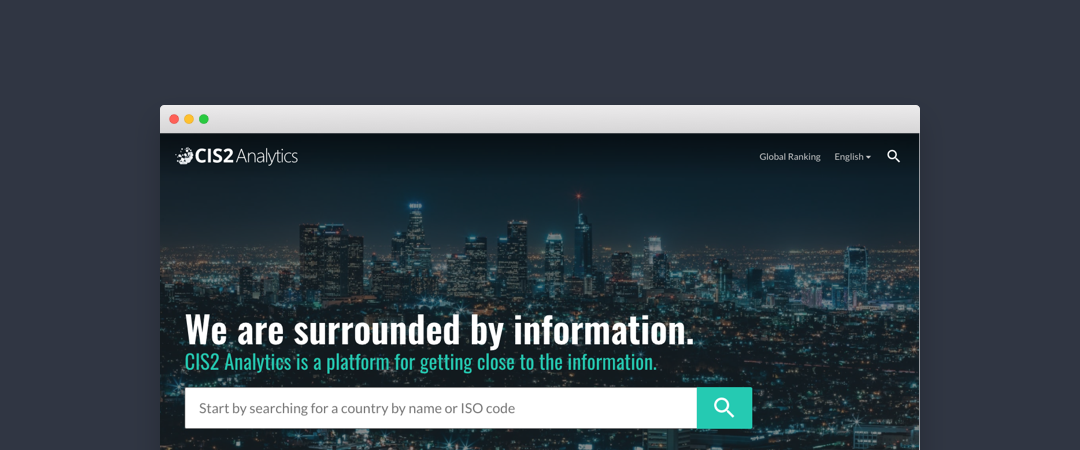 CIS2 Analytics
Global Ranking
English
We are surrounded by information.
CIS2 Analytics is a platform for getting close to the information.
Start by searching for a country by name or ISO code